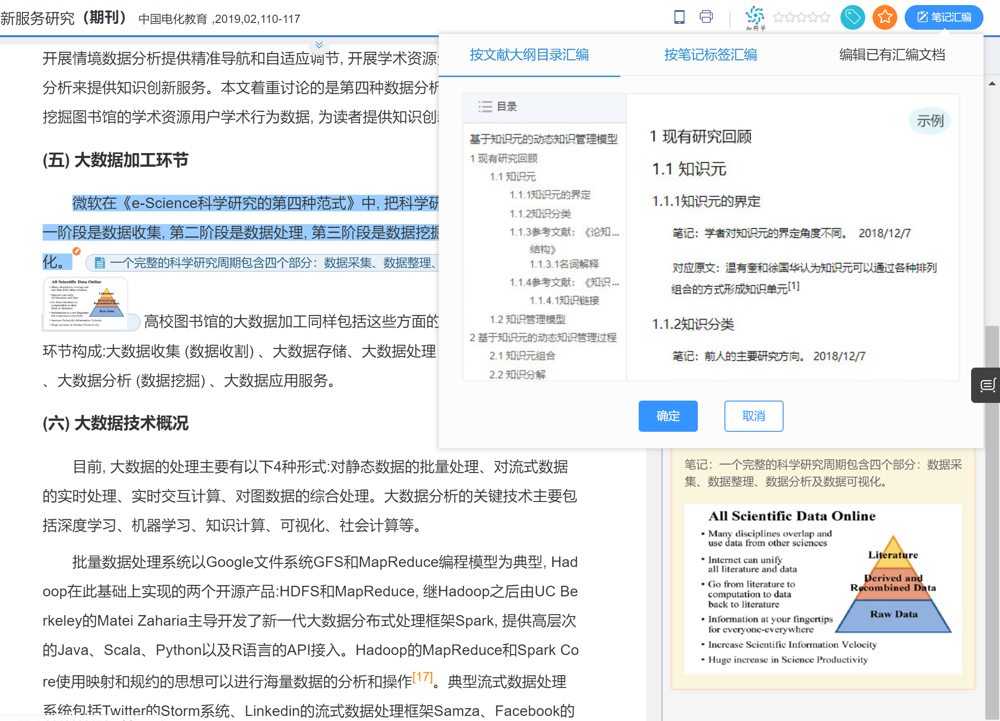 新服务研究（期刊） 中国电化教育 ,2019,02,110-117
知网节
笔记汇编
开展情境数据分析提供精准导航和自适应调节, 开展学术资源
分析来提供知识创新服务。本文着重讨论的是第四种数据分析
挖掘图书馆的学术资源用户学术行为数据, 为读者提供知识创
(五) 大数据加工环节
微软在《e-Science科学研究的第四种范式》中, 把科学研
一阶段是数据收集, 第二阶段是数据处理, 第三阶段是数据挖掘
化。 一个完整的科学研究周期包含四个部分：数据采集、数据整理、
All Scientific Data Online
• Many disciplines overlap and
use data from other sciences
• Internet can unify
all literature and data
• Go from literature to
computation to data
back to literature
• Information at your fingertips
for everyone-everywhere
• Increase Scientific Information Velocity
• Huge increase in Science Productivity
Literature
Derived and
Recombined Data
Raw Data
高校图书馆的大数据加工同样包括这些方面的
环节构成:大数据收集 (数据收割) 、大数据存储、大数据处理
、大数据分析 (数据挖掘) 、大数据应用服务。
(六) 大数据技术概况
目前, 大数据的处理主要有以下4种形式:对静态数据的批量处理、对流式数据
的实时处理、实时交互计算、对图数据的综合处理。大数据分析的关键技术主要包
括深度学习、机器学习、知识计算、可视化、社会计算等。
批量数据处理系统以Google文件系统GFS和MapReduce编程模型为典型, Had
oop在此基础上实现的两个开源产品:HDFS和MapReduce, 继Hadoop之后由UC Be
rkeley的Matei Zaharia主导开发了新一代大数据分布式处理框架Spark, 提供高层次
的Java、Scala、Python以及R语言的API接入。Hadoop的MapReduce和Spark Co
re使用映射和规约的思想可以进行海量数据的分析和操作[17]。典型流式数据处理
系统包括Twitter的Storm系统、Linkedin的流式数据处理框架Samza、Facebook的
按文献大纲目录汇编
按笔记标签汇编
编辑已有汇编文档
目录
基于知识元的动态知识管理模型
1 现有研究回顾
1.1 知识元
1.1.1知识元的界定
1.1.2知识分类
1.1.3参考文献：《论知...
结构》
1.1.3.1名词解释
1.1.4参考文献：《知识...
1.1.4.1知识链接
1.2 知识管理模型
2 基于知识元的动态知识管理过程
2.1 知识元组合
2.2 知识分解
示例
1 现有研究回顾
1.1 知识元
1.1.1知识元的界定
笔记：学者对知识元的界定角度不同。 2018/12/7
对应原文：温有奎和徐国华认为知识元可以通过各种排列
组合的方式形成知识单元[1]
1.1.2知识分类
笔记：前人的主要研究方向。 2018/12/7
确定
取消
笔记：一个完整的科学研究周期包含四个部分：数据采
集、数据整理、数据分析及数据可视化。
All Scientific Data Online
• Many disciplines overlap and
use data from other sciences
• Internet can unify
all literature and data
• Go from literature to
computation to data
back to literature
• Information at your fingertips
for everyone-everywhere
• Increase Scientific Information Velocity
• Huge increase in Science Productivity
Literature
Derived and
Recombined Data
Raw Data